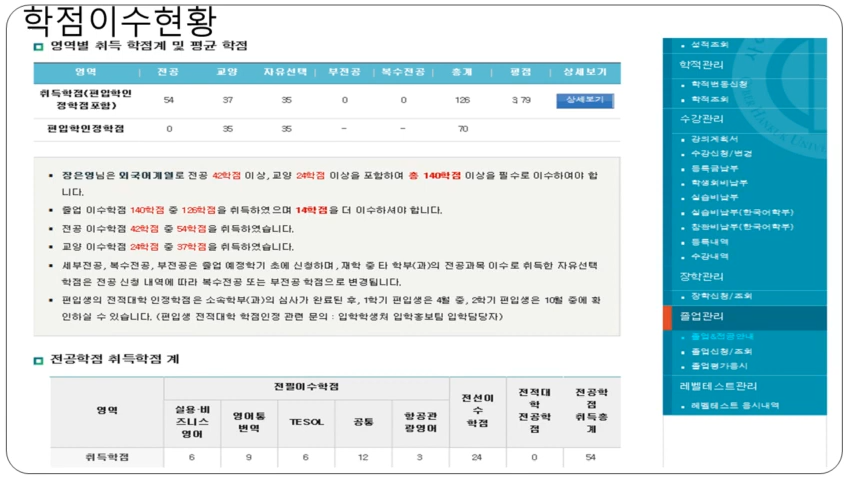 학점이수현황
영역별 취득 학점계 및 평균 학점
영역 전공 교양 자유선택 부전공 복수전공 총계 평점 상세보기
취득학점(편입학인
정학점포함) 54 37 35 0 0 126 3.79 상세보기
편입학인정학점 0 35 35 - - 70
장은영님은 외국어계열로 전공 42학점 이상, 교양 24학점 이상을 포함하여 총 140학점 이상을 필수로 이수하여야 합
니다.
졸업 이수학점 140학점 중 126학점을 취득하였으며 14학점을 더 이수하셔야 합니다.
전공 이수학점 42학점 중 54학점을 취득하였습니다.
교양 이수학점 24학점 중 37학점을 취득하였습니다.
세부전공, 복수전공, 부전공은 졸업 예정학기 초에 신청하며, 재학 중 타 학부(과)의 전공과목 이수로 취득한 자유선택
학점은 전공 신청 내역에 따라 복수전공 또는 부전공 학점으로 변경됩니다.
편입생의 전적대학 인정학점은 소속학부(과)의 심사가 완료된 후, 1학기 편입생은 4월 중, 2학기 편입생은 10월 중에 확
인하실 수 있습니다. (편입생 전적대학 학점인정 관련 문의 : 입학학생처 입학홍보팀 입학담당자)
전공학점 취득학점 계
영역 전필이수학점 전선이수학점 전적대학전공학점 전공학점취득총계
실용·비즈니스영어 영어통번역 TESOL 공통 항공관광영어
취득학점 6 9 6 12 3 24 0 54
성적조회
학적관리
학적변동신청
학적조회
수강관리
강의계획서
수강신청/변경
등록금납부
학생회비납부
실습비납부
실습비납부(한국어학부)
참관비납부(한국어학부)
등록내역
수강내역
장학관리
장학신청/조회
졸업관리
졸업&전공안내
졸업신청/조회
졸업평가응시
레벨테스트관리
레벨테스트 응시내역